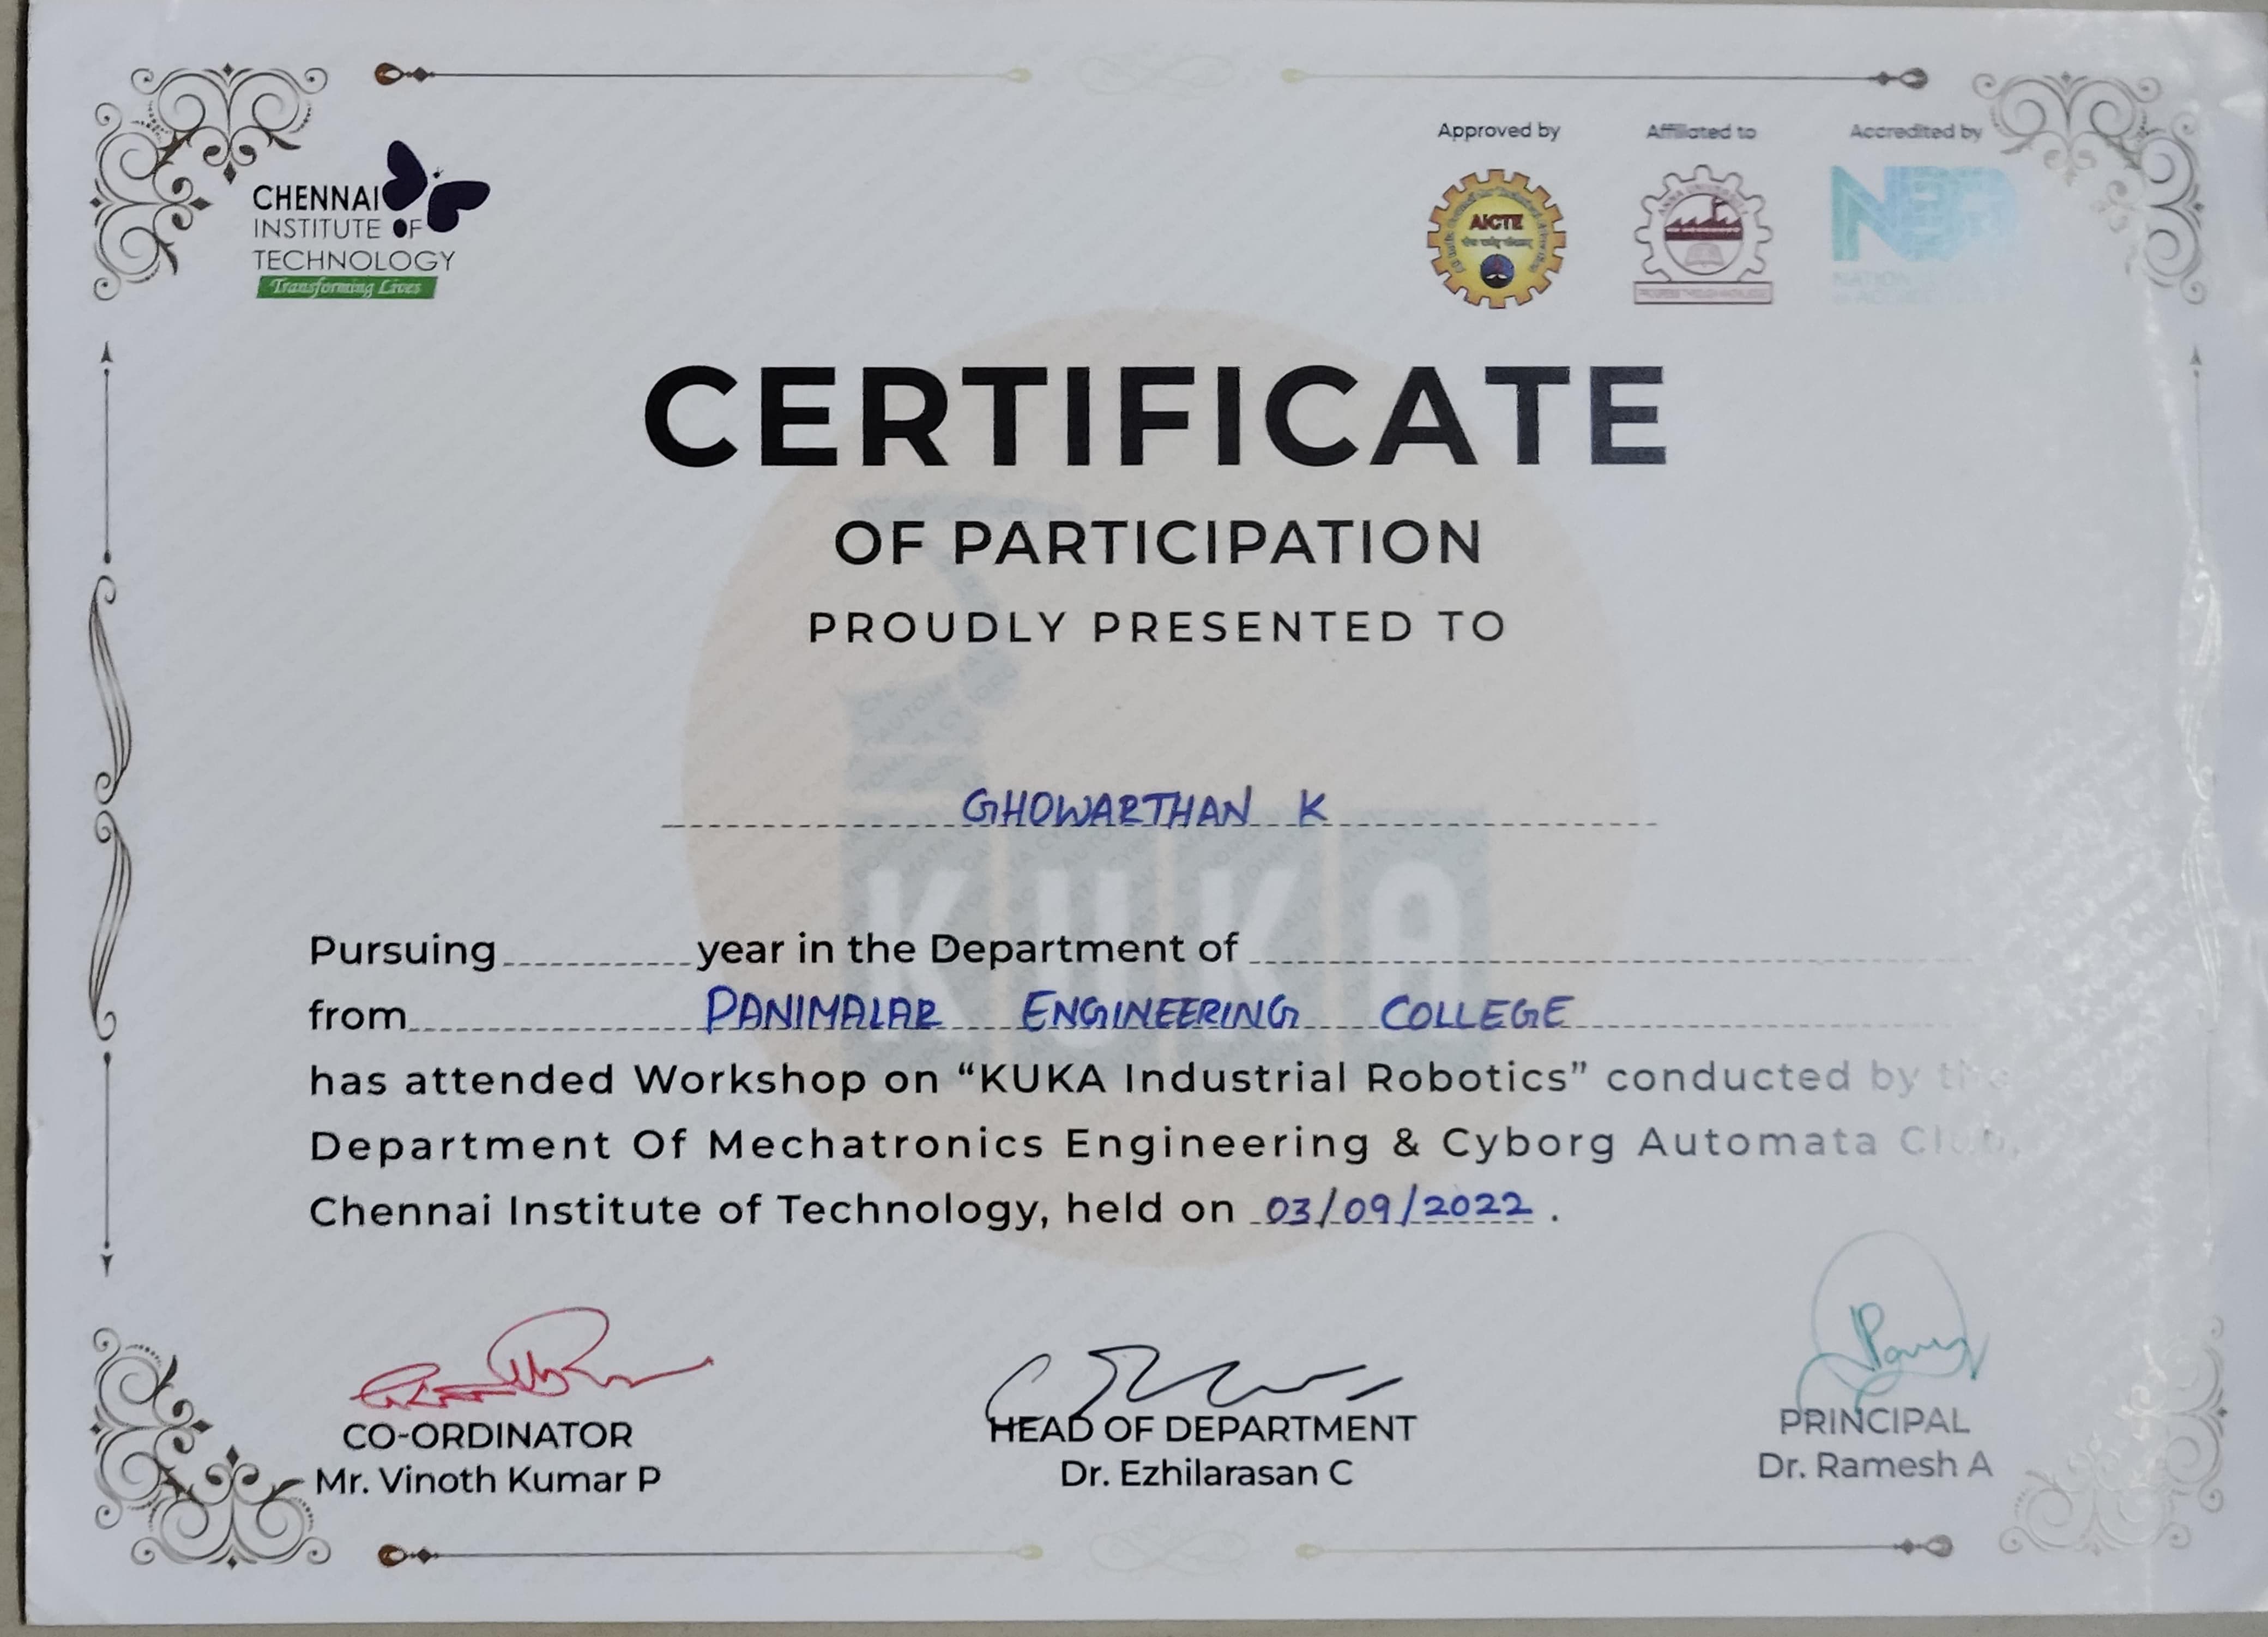 CHENNAI
INSTITUTE OF
TECHNOLOGY
Transforming Lives
Approved by
Affiliated to
Accredited by
AICTE
CERTIFICATE
OF PARTICIPATION
PROUDLY PRESENTED TO
GHOWARTHAN K
KUKA
Pursuing year in the Department of
from PANIMALAR ENGINEERING COLLEGE
has attended Workshop on “KUKA Industrial Robotics” conducted by the
Department Of Mechatronics Engineering & Cyborg Automata Club,
Chennai Institute of Technology, held on 03/09/2022 .
CO-ORDINATOR
Mr. Vinoth Kumar P
HEAD OF DEPARTMENT
Dr. Ezhilarasan C
PRINCIPAL
Dr. Ramesh A